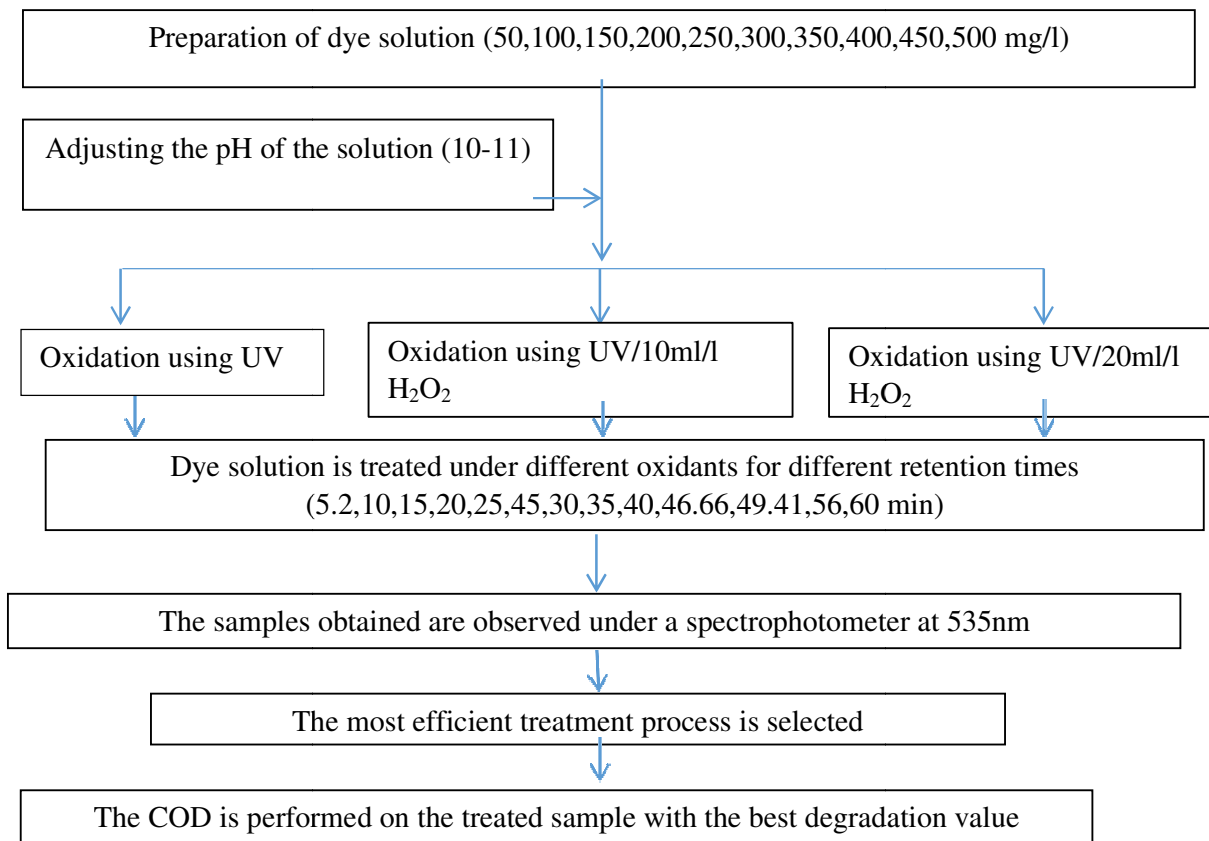 Preparation of dye solution (50,100,150,200,250,300,350,400,450,500 mg/l)
Adjusting the pH of the solution (10-11)
Oxidation using UV
Oxidation using UV/10ml/l
H₂O₂
Oxidation using UV/20ml/l
H₂O₂
Dye solution is treated under different oxidants for different retention times
(5.2,10,15,20,25,45,30,35,40,46.66,49.41,56,60 min)
The samples obtained are observed under a spectrophotometer at 535nm
The most efficient treatment process is selected
The COD is performed on the treated sample with the best degradation value